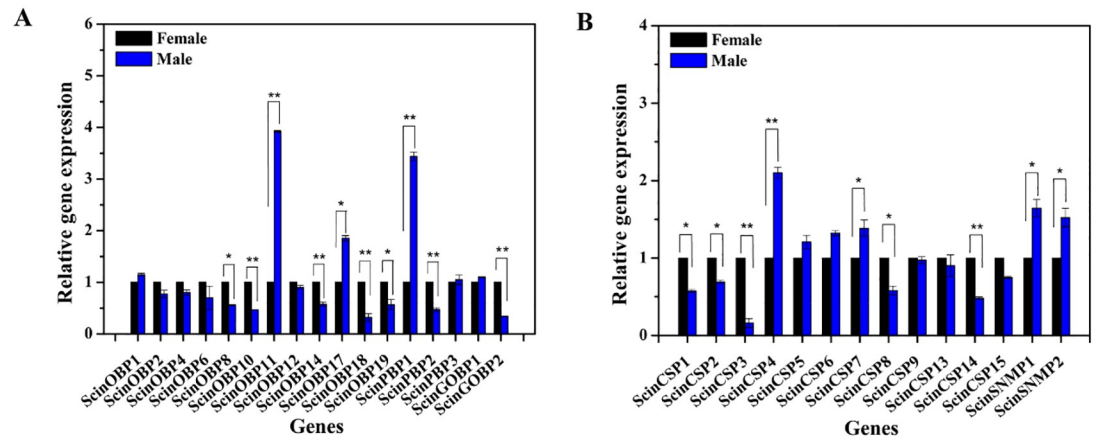 A
Relative gene expression
6
5
4
3
2
1
0
Female
Male
*
**
**
**
*
**
*
**
**
**
ScinOBP1
ScinOBP2
ScinOBP4
ScinOBP6
ScinOBP8
ScinOBP10
ScinOBP11
ScinOBP12
ScinOBP14
ScinOBP17
ScinOBP18
ScinOBP19
ScinPBP1
ScinPBP2
ScinPBP3
ScinGOBP1
ScinGOBP2
Genes
B
Relative gene expression
4
3
2
1
0
Female
Male
*
*
**
**
*
*
**
*
*
ScinCSP1
ScinCSP2
ScinCSP3
ScinCSP4
ScinCSP5
ScinCSP6
ScinCSP7
ScinCSP8
ScinCSP9
ScinCSP13
ScinCSP14
ScinCSP15
ScinSNMP1
ScinSNMP2
Genes